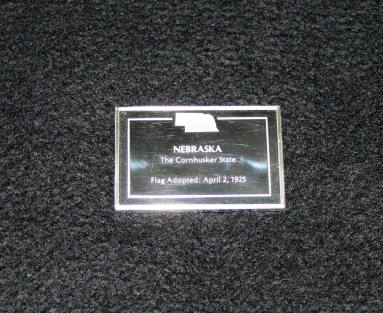 NEBRASKA
The Cornhusker State
Flag Adopted: April 2, 1925